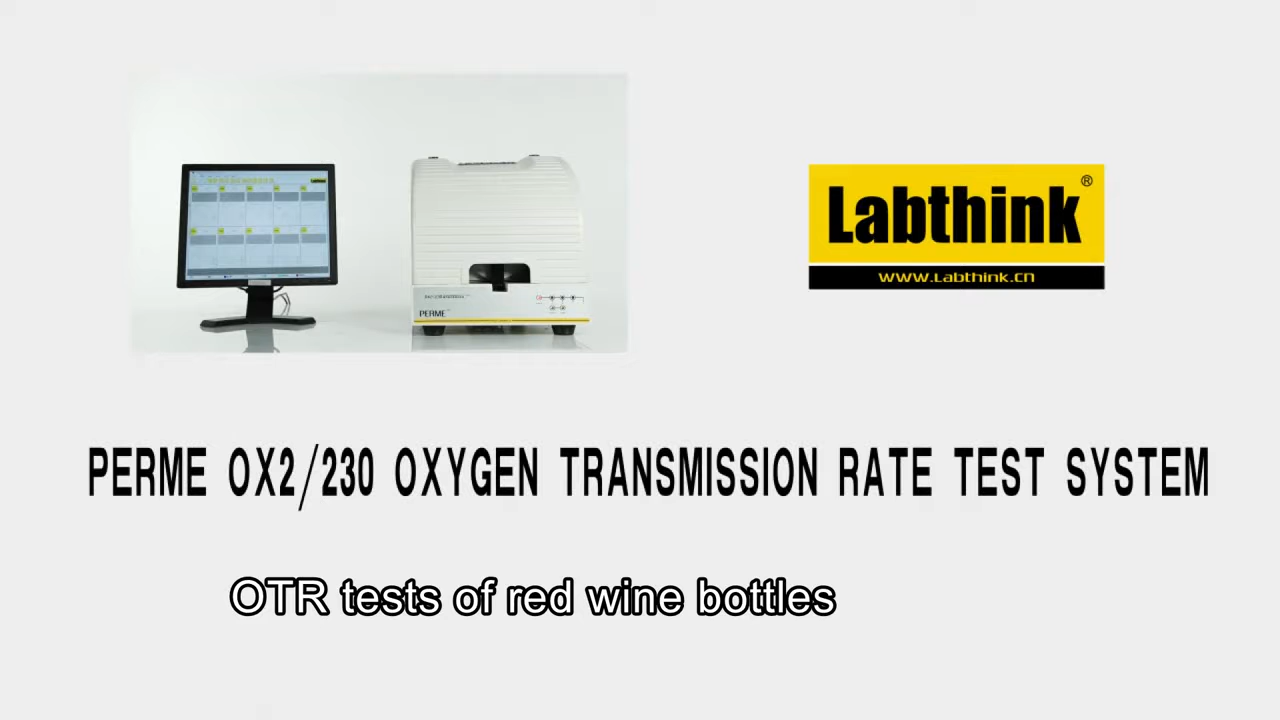 Labthink®
www.Labthink.cn
PERME
PERME OX2/230 OXYGEN TRANSMISSION RATE TEST SYSTEM
OTR tests of red wine bottles